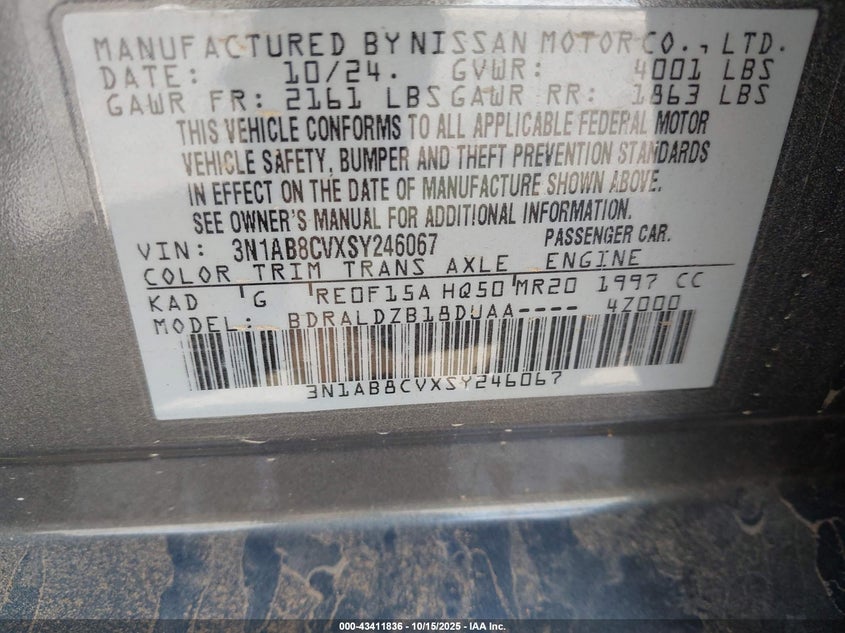 MANUFACTURED BY NISSAN MOTOR CO., LTD.
DATE: 10/24. GVWR: 4001 LBS
GAWR FR: 2161 LBS GAWR RR: 1863 LBS
THIS VEHICLE CONFORMS TO ALL APPLICABLE FEDERAL MOTOR
VEHICLE SAFETY, BUMPER AND THEFT PREVENTION STANDARDS
IN EFFECT ON THE DATE OF MANUFACTURE SHOWN ABOVE.
SEE OWNER'S MANUAL FOR ADDITIONAL INFORMATION.
VIN: 3N1AB8CVXSY246067 PASSENGER CAR.
COLOR TRIM TRANS AXLE ENGINE
KAD G RE0F15A HQ50 MR20 1997 CC
MODEL: BDRALDZB18DUAA---- 4Z000
3N1AB8CVXSY246067
000-43411836 - 10/15/2025 - IAA Inc.